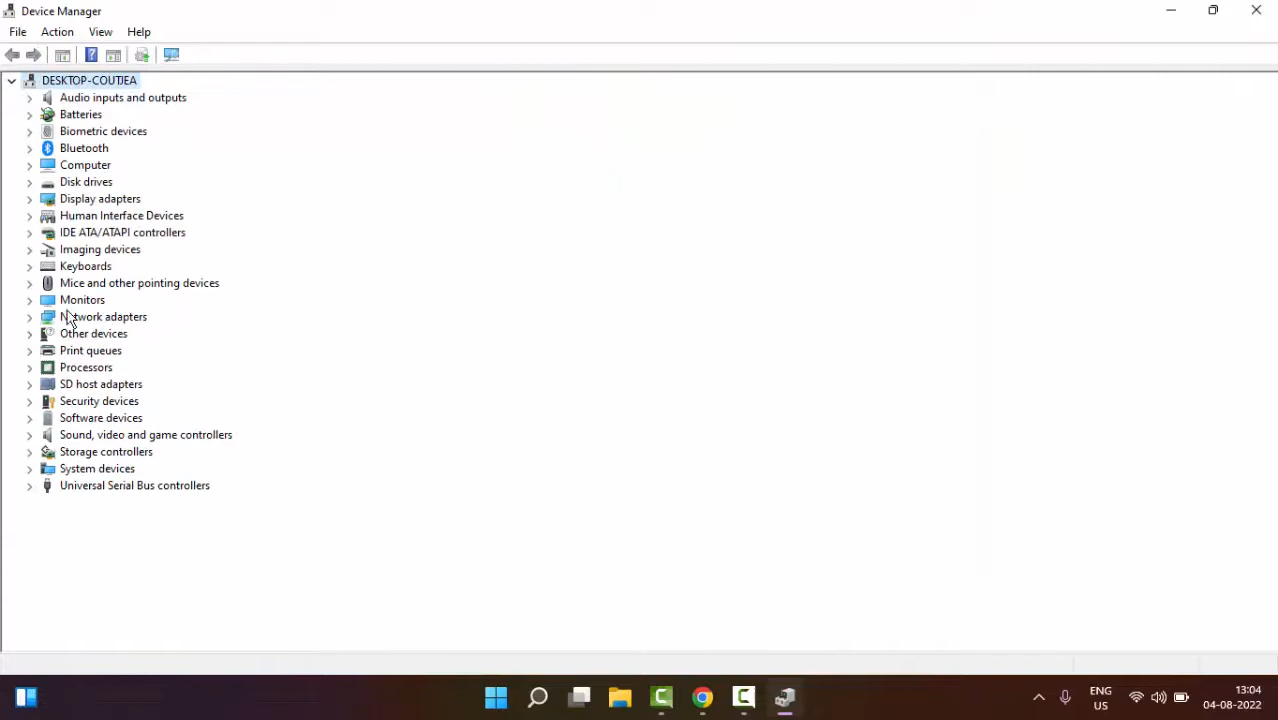 Device Manager
File Action View Help
DESKTOP-COUTJEA
Audio inputs and outputs
Batteries
Biometric devices
Bluetooth
Computer
Disk drives
Display adapters
Human Interface Devices
IDE ATA/ATAPI controllers
Imaging devices
Keyboards
Mice and other pointing devices
Monitors
Network adapters
Other devices
Print queues
Processors
SD host adapters
Security devices
Software devices
Sound, video and game controllers
Storage controllers
System devices
Universal Serial Bus controllers
ENG 13:04
US 04-08-2022